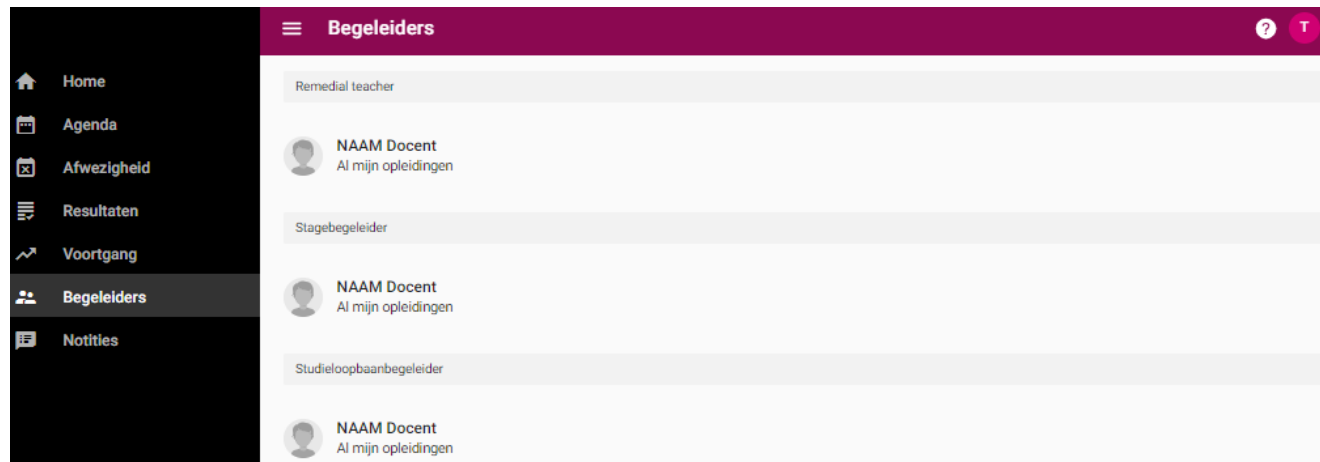 Begeleiders
?
T
Home
Agenda
Afwezigheid
Resultaten
Voortgang
Begeleiders
Notities
Remedial teacher
NAAM Docent
Al mijn opleidingen
Stagebegeleider
NAAM Docent
Al mijn opleidingen
Studieloopbaanbegeleider
NAAM Docent
Al mijn opleidingen